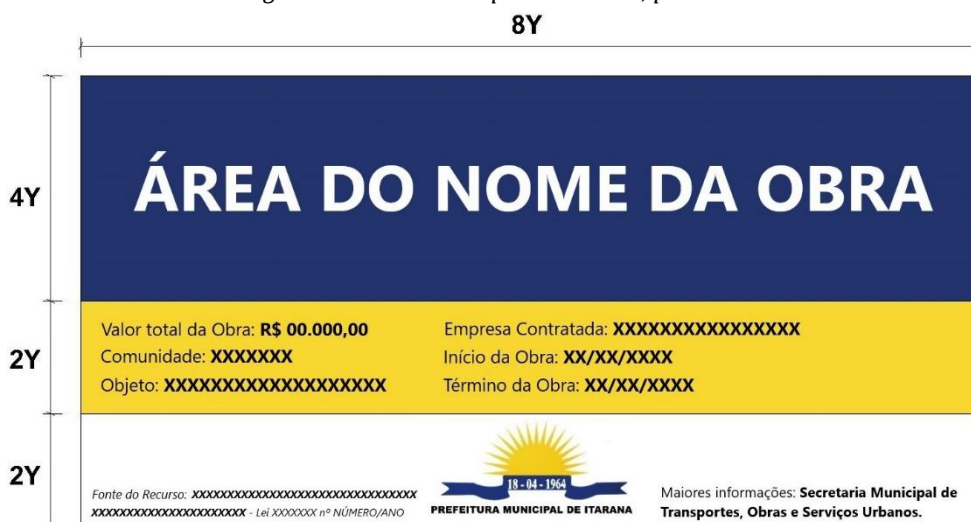 8Y
4Y
ÁREA DO NOME DA OBRA
2Y
Valor total da Obra: R$ 00.000,00
Comunidade: XXXXXXX
Objeto: XXXXXXXXXXXXXXXXXXX
Empresa Contratada: XXXXXXXXXXXXXXXX
Início da Obra: XX/XX/XXXX
Término da Obra: XX/XX/XXXX
2Y
Fonte do Recurso: XXXXXXXXXXXXXXXXXXXXXXXXXXXXXXXX
XXXXXXXXXXXXXXXXXXXXXX - Lei XXXXXXX nº NÚMERO/ANO
18 - 04 - 1964
PREFEITURA MUNICIPAL DE ITARANA
Maiores informações: Secretaria Municipal de
Transportes, Obras e Serviços Urbanos.